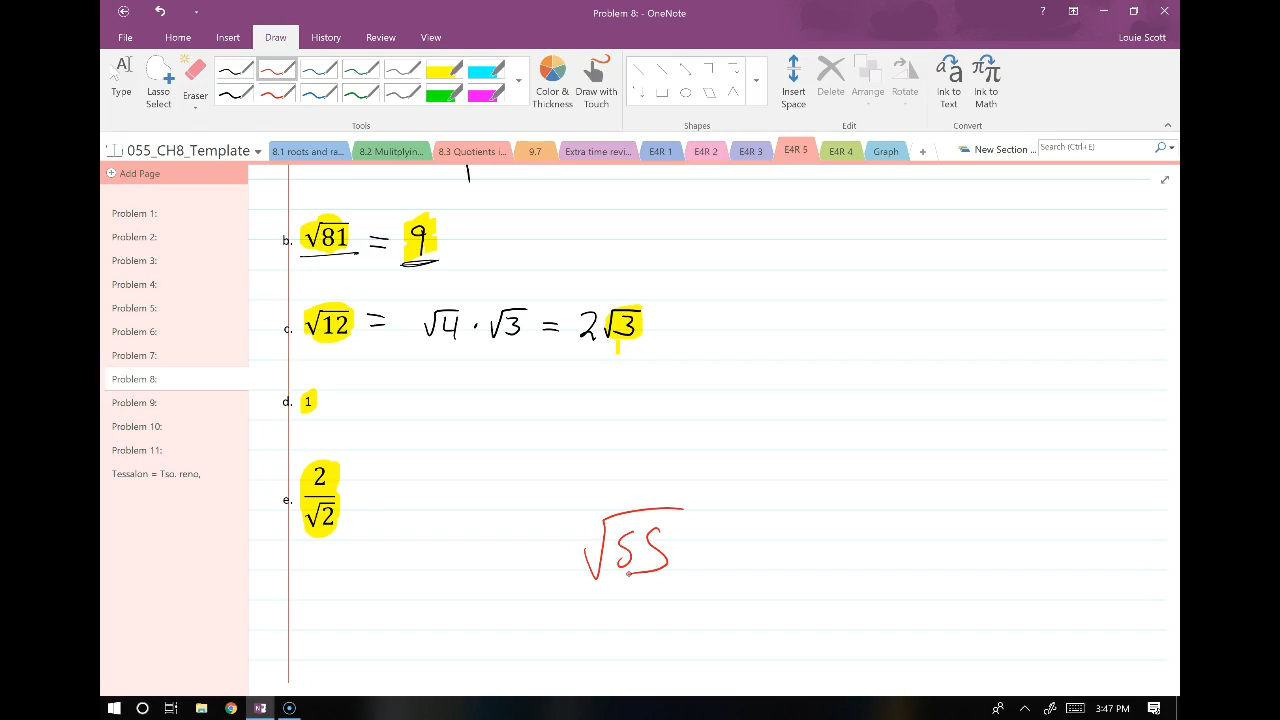 Problem 8: - OneNote
?
File Home Insert Draw History Review View
Louie Scott
Type
Lasso Select
Eraser
Color & Thickness
Draw with Touch
Insert Space
Delete
Arrange
Rotate
Ink to Text
Ink to Math
Tools
Shapes
Edit
Convert
055_CH8_Template
8.1 roots and ra... 8.2 Mulitplyin... 8.3 Quotients i... 9.7 Extra time revi... E4R 1 E4R 2 E4R 3 E4R 5 E4R 4 Graph +
New Section ...
Search (Ctrl+E)
Add Page
Problem 1:
Problem 2:
Problem 3:
Problem 4:
Problem 5:
Problem 6:
Problem 7:
Problem 8:
Problem 9:
Problem 10:
Problem 11:
Tessalon = Tso. reno,
b. √81 = 9
c. √12 = √4 · √3 = 2√3
d. 1
e. 2/√2
√55
3:47 PM